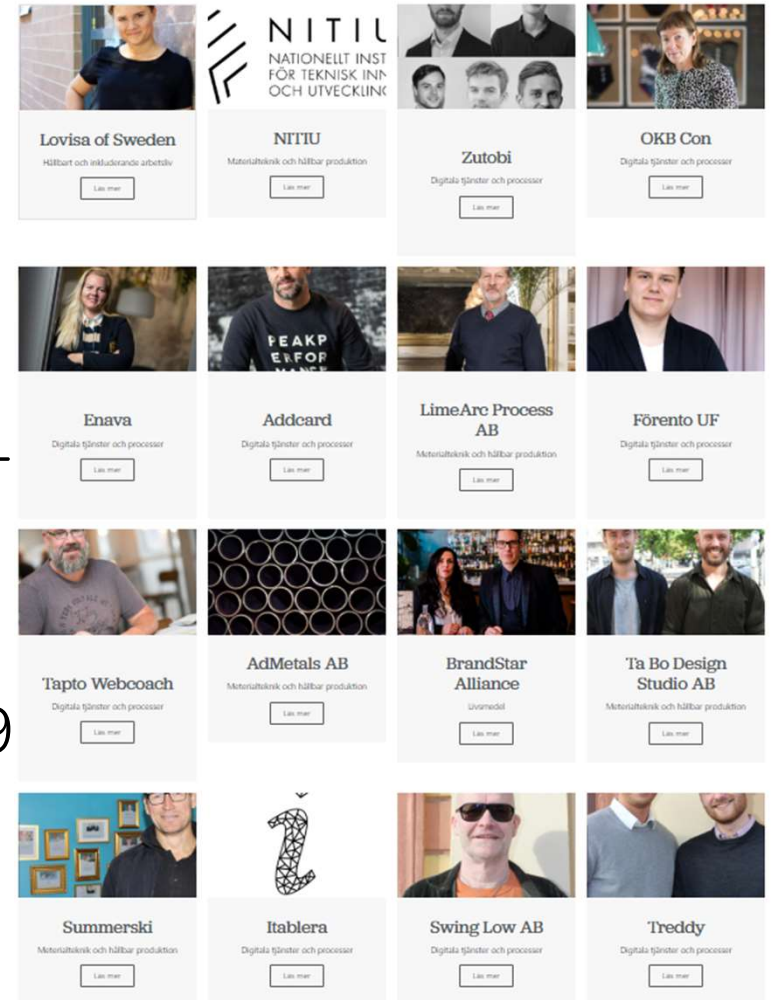 NITIU
NATIONELLT INST
FÖR TEKNISK INN
OCH UTVECKLING
Lovisa of Sweden
Hållbart och inkluderande arbetsliv
Läs mer
NITIU
Materialteknik och hållbar produktion
Läs mer
Zutobi
Digitala tjänster och processer
Läs mer
OKB Con
Digitala tjänster och processer
Läs mer
PEAKP
ERFOR
MANCE
Enava
Digitala tjänster och processer
Läs mer
Addcard
Digitala tjänster och processer
Läs mer
LimeArc Process
AB
Meterialteknik och hållbar produktion
Läs mer
Förento UF
Digitala tjänster och processer
Läs mer
9
Tapto Webcoach
Digitala tjänster och processer
Läs mer
AdMetals AB
Meterialteknik och hållbar produktion
Läs mer
BrandStar
Alliance
Livsmedel
Läs mer
Ta Bo Design
Studio AB
Meterialteknik och hållbar produktion
Läs mer
Summerski
Meterialteknik och hållbar produktion
Läs mer
Itablera
Digitala tjänster och processer
Läs mer
Swing Low AB
Digitala tjänster och processer
Läs mer
Treddy
Digitala tjänster och processer
Läs mer